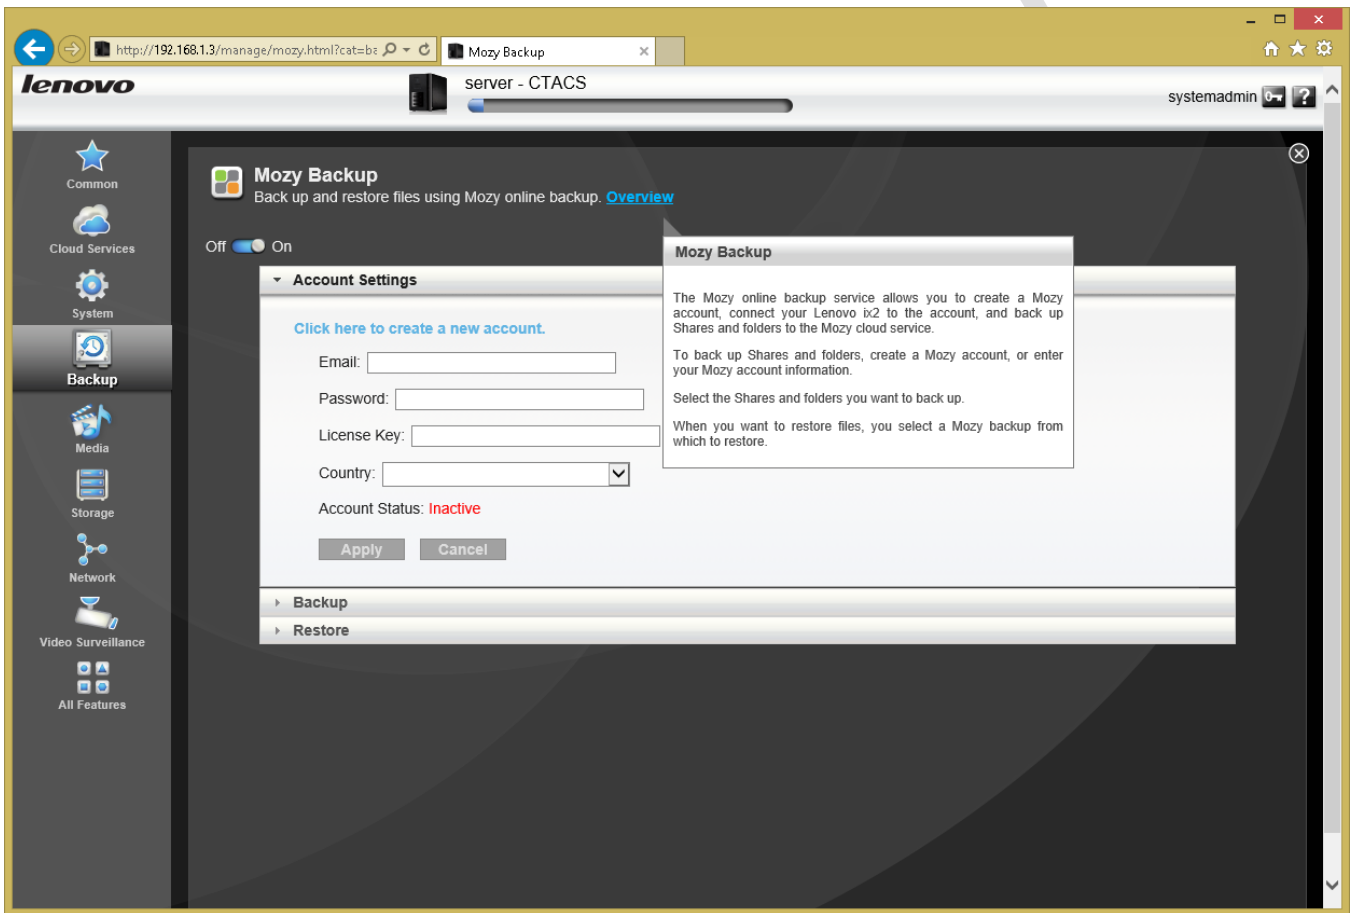 http://192.168.1.3/manage/mozy.html?cat=ba
Mozy Backup
lenovo
server - CTACS
systemadmin
?
Common
Cloud Services
System
Backup
Media
Storage
Network
Video Surveillance
All Features
Mozy Backup
Back up and restore files using Mozy online backup. Overview
Off On
Account Settings
Click here to create a new account.
Email:
Password:
License Key:
Country:
Account Status: Inactive
Apply Cancel
Backup
Restore
Mozy Backup
The Mozy online backup service allows you to create a Mozy
account, connect your Lenovo ix2 to the account, and back up
Shares and folders to the Mozy cloud service.
To back up Shares and folders, create a Mozy account, or enter
your Mozy account information.
Select the Shares and folders you want to back up.
When you want to restore files, you select a Mozy backup from
which to restore.